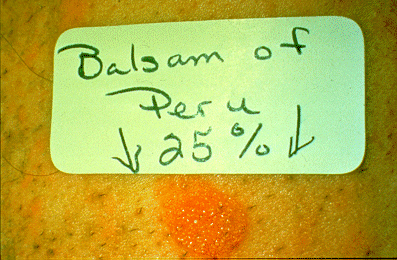 Balsam of
Peru
↓ 25% ↓